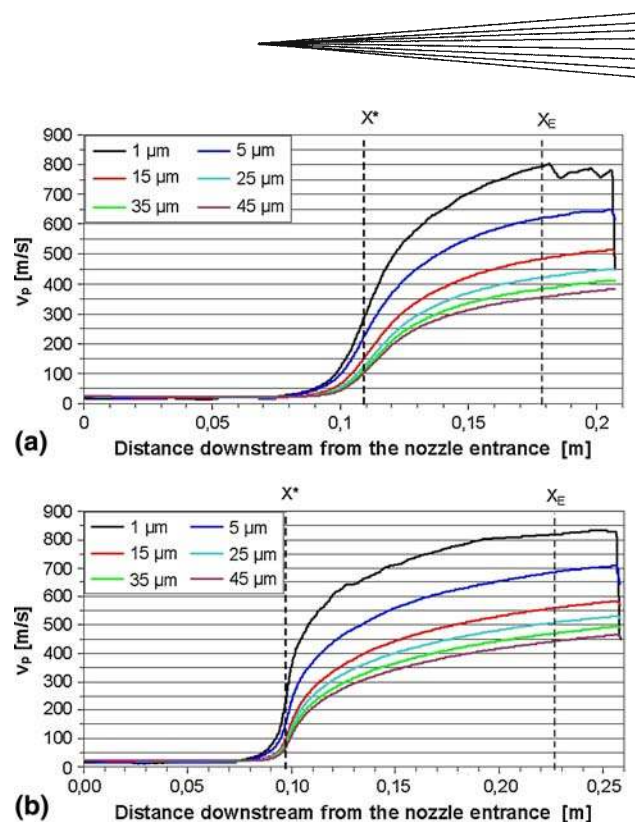 X* X_E
900
800
700
600
500
400
300
200
100
0
v_p [m/s]
1 µm 5 µm
15 µm 25 µm
35 µm 45 µm
0 0,05 0,1 0,15 0,2
(a) Distance downstream from the nozzle entrance [m]
X* X_E
900
800
700
600
500
400
300
200
100
0
v_p [m/s]
1 µm 5 µm
15 µm 25 µm
35 µm 45 µm
0,00 0,05 0,10 0,15 0,20 0,25
(b) Distance downstream from the nozzle entrance [m]